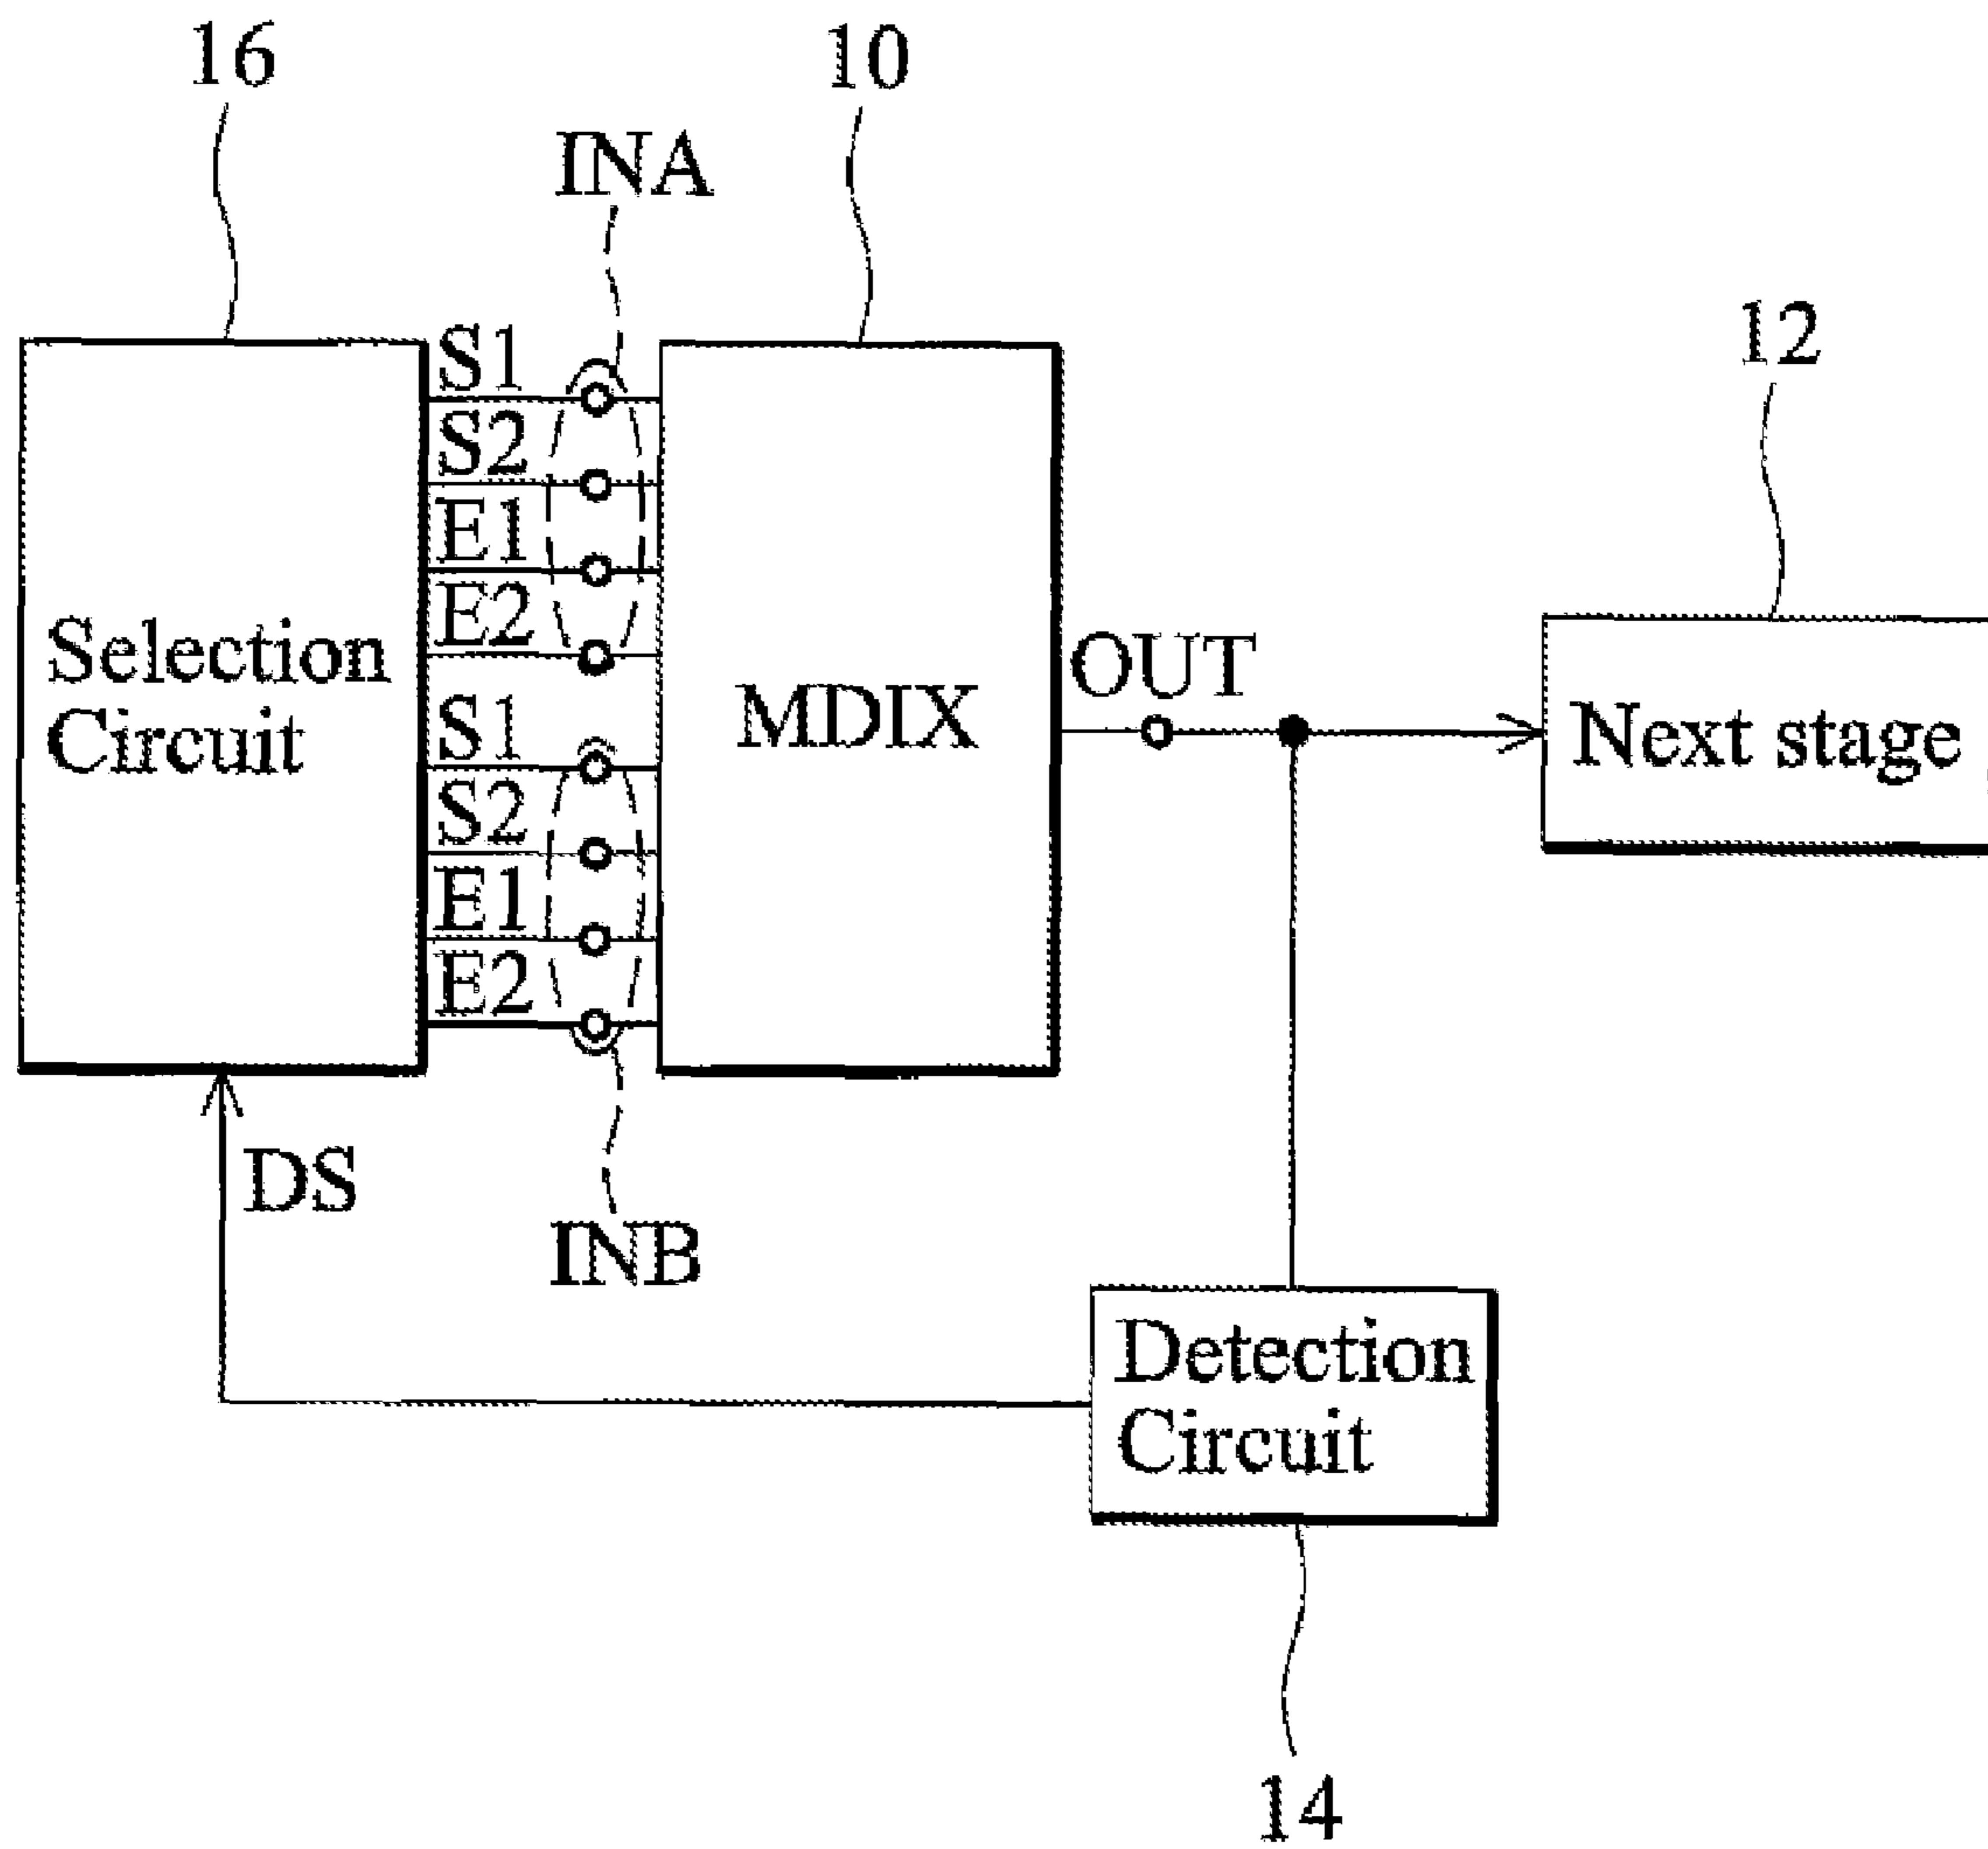 16
10
INA
12
S1
S2
E1
E2
Selection
Circuit
S1
S2
E1
E2
MDIX
OUT
Next stage
DS
INB
Detection
Circuit
14